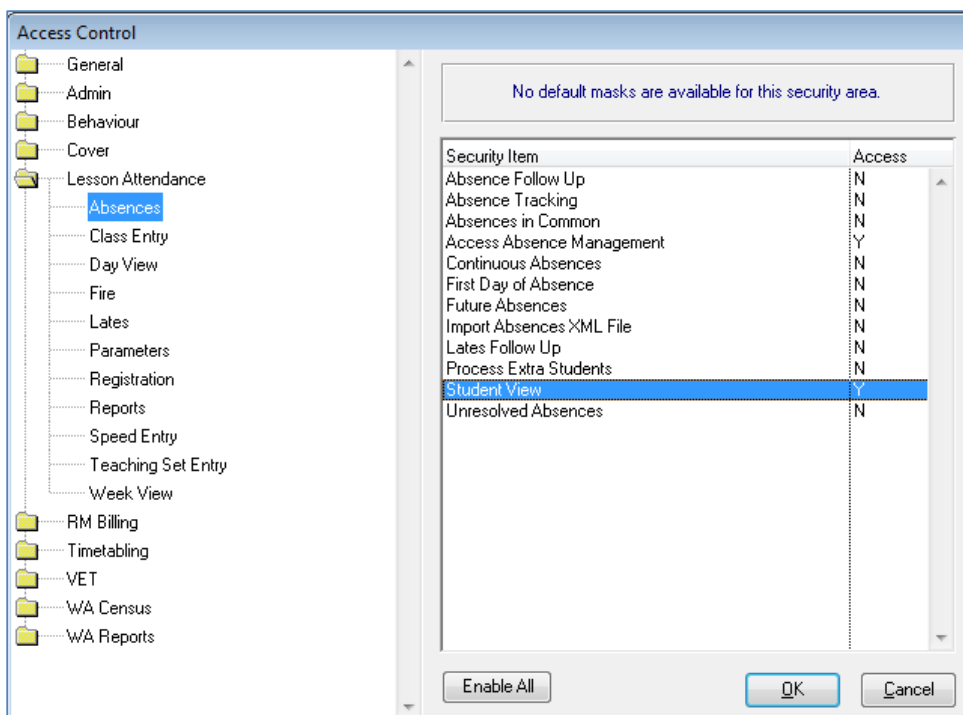 Access Control
General
Admin
Behaviour
Cover
Lesson Attendance
Absences
Class Entry
Day View
Fire
Lates
Parameters
Registration
Reports
Speed Entry
Teaching Set Entry
Week View
RM Billing
Timetabling
VET
WA Census
WA Reports
No default masks are available for this security area.
Security Item Access
Absence Follow Up N
Absence Tracking N
Absences in Common N
Access Absence Management Y
Continuous Absences N
First Day of Absence N
Future Absences N
Import Absences XML File N
Lates Follow Up N
Process Extra Students N
Student View Y
Unresolved Absences N
Enable All OK Cancel